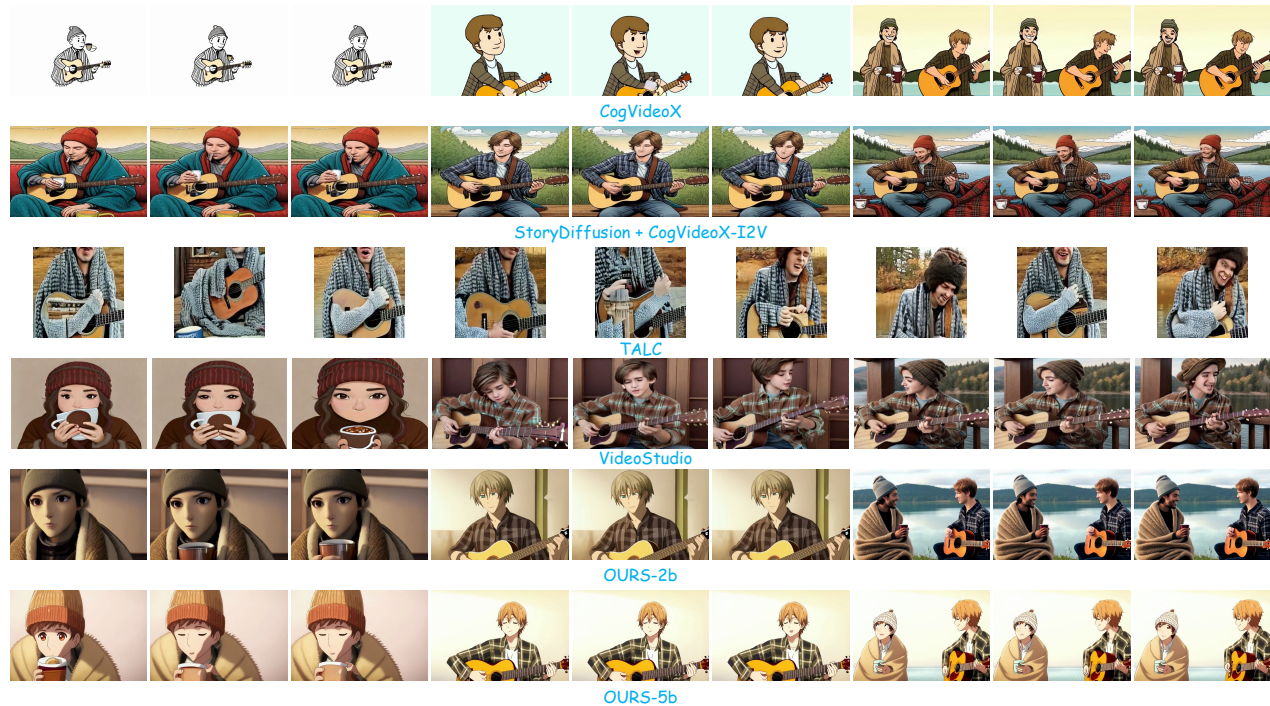 CogVideoX
StoryDiffusion + CogVideoX-I2V
TALC
VideoStudio
OURS-2b
OURS-5b